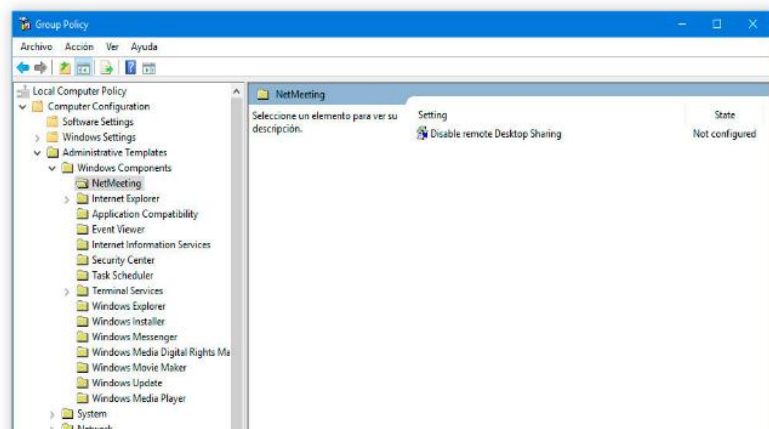 Group Policy
Archivo Acción Ver Ayuda
Local Computer Policy
Computer Configuration
Software Settings
Windows Settings
Administrative Templates
Windows Components
NetMeeting
Internet Explorer
Application Compatibility
Event Viewer
Internet Information Services
Security Center
Task Scheduler
Terminal Services
Windows Explorer
Windows Installer
Windows Messenger
Windows Media Digital Rights Ma
Windows Movie Maker
Windows Update
Windows Media Player
System
Network
NetMeeting
Seleccione un elemento para ver su
descripción.
Setting State
Disable remote Desktop Sharing Not configured